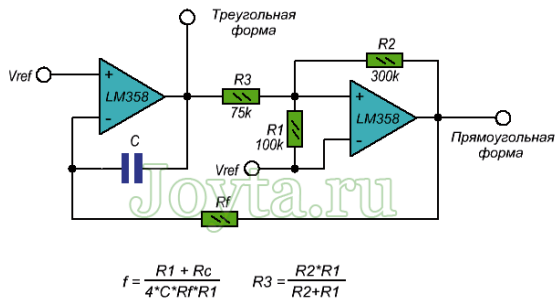 Треугольная
форма
Vref
+
LM358
-
C
R3
75k
R1
100k
Vref
R2
300k
+
LM358
-
Прямоугольная
форма
Joyta.ru
Rf
f = R1 + Rc
4*C*Rf*R1
R3 = R2*R1
R2+R1